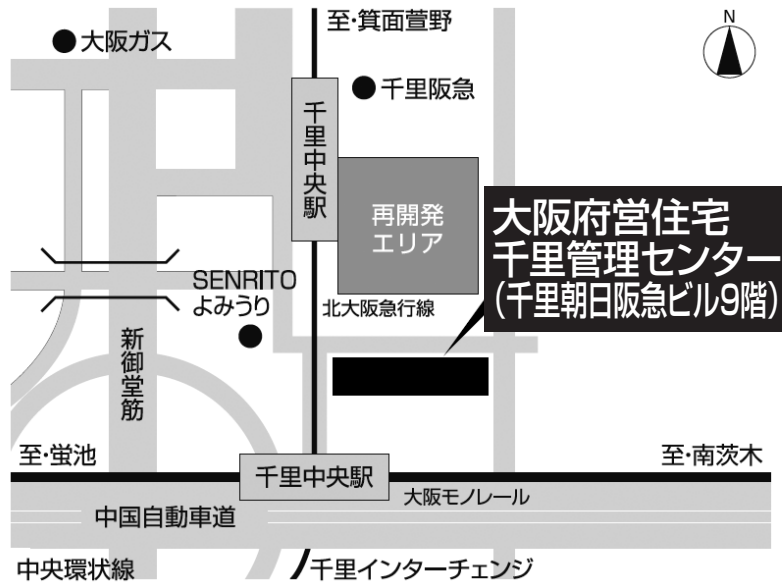 至・箕面萱野
N
大阪ガス
千里阪急
千里中央駅
再開発
エリア
大阪府営住宅
千里管理センター
（千里朝日阪急ビル9階）
SENRITO
よみうり
北大阪急行線
新御堂筋
至・蛍池
至・南茨木
千里中央駅
大阪モノレール
中国自動車道
中央環状線
千里インターチェンジ